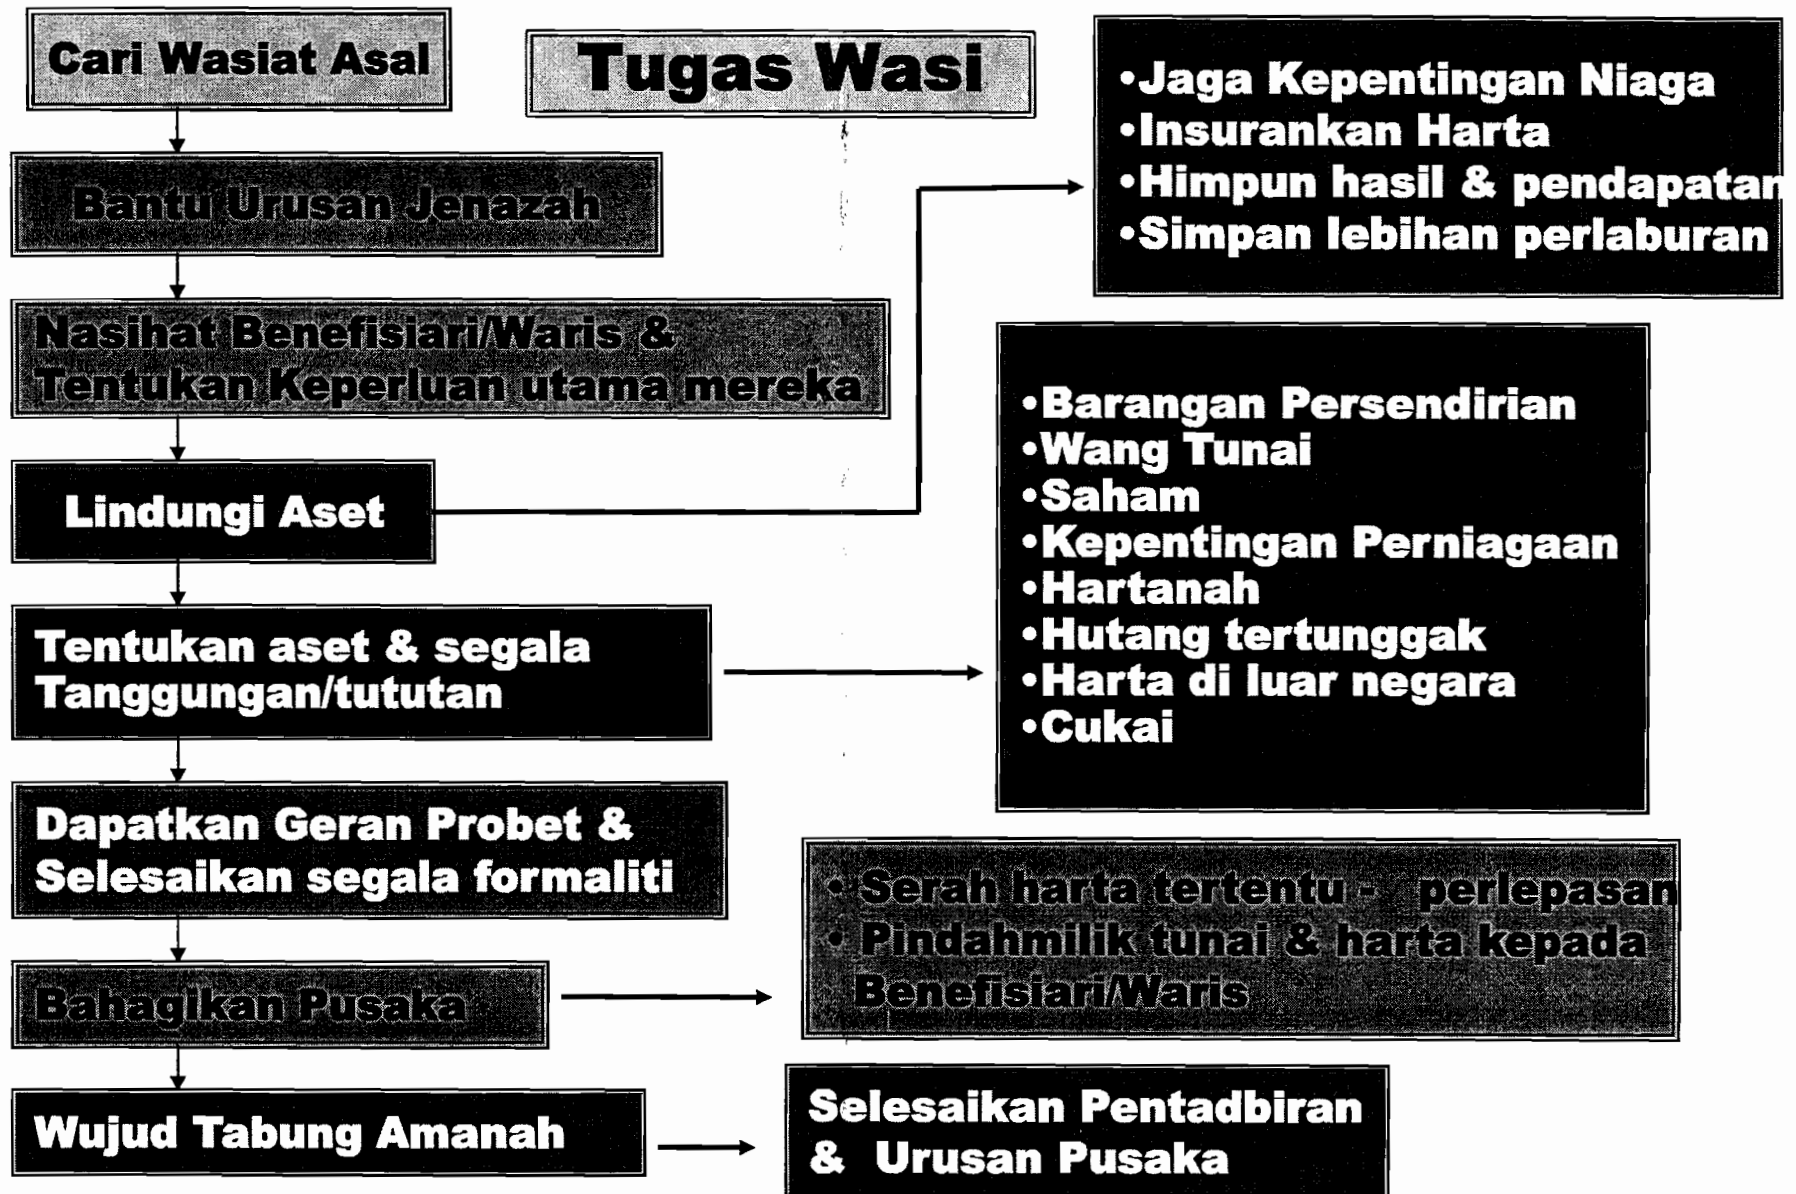 Cari Wasiat Asal
Tugas Wasi
Bantu Urusan Jenazah
Nasihat Benefisiari/Waris &
Tentukan Keperluan utama mereka
Lindungi Aset
•Jaga Kepentingan Niaga
•Insurankan Harta
•Himpun hasil & pendapatan
•Simpan lebihan perlaburan
Tentukan aset & segala
Tanggungan/tututan
•Barangan Persendirian
•Wang Tunai
•Saham
•Kepentingan Perniagaan
•Hartanah
•Hutang tertunggak
•Harta di luar negara
•Cukai
Dapatkan Geran Probet &
Selesaikan segala formaliti
Bahagikan Pusaka
• Serah harta tertentu - perlepasan
• Pindahmilik tunai & harta kepada
Benefisiari/Waris
Wujud Tabung Amanah
Selesaikan Pentadbiran
& Urusan Pusaka